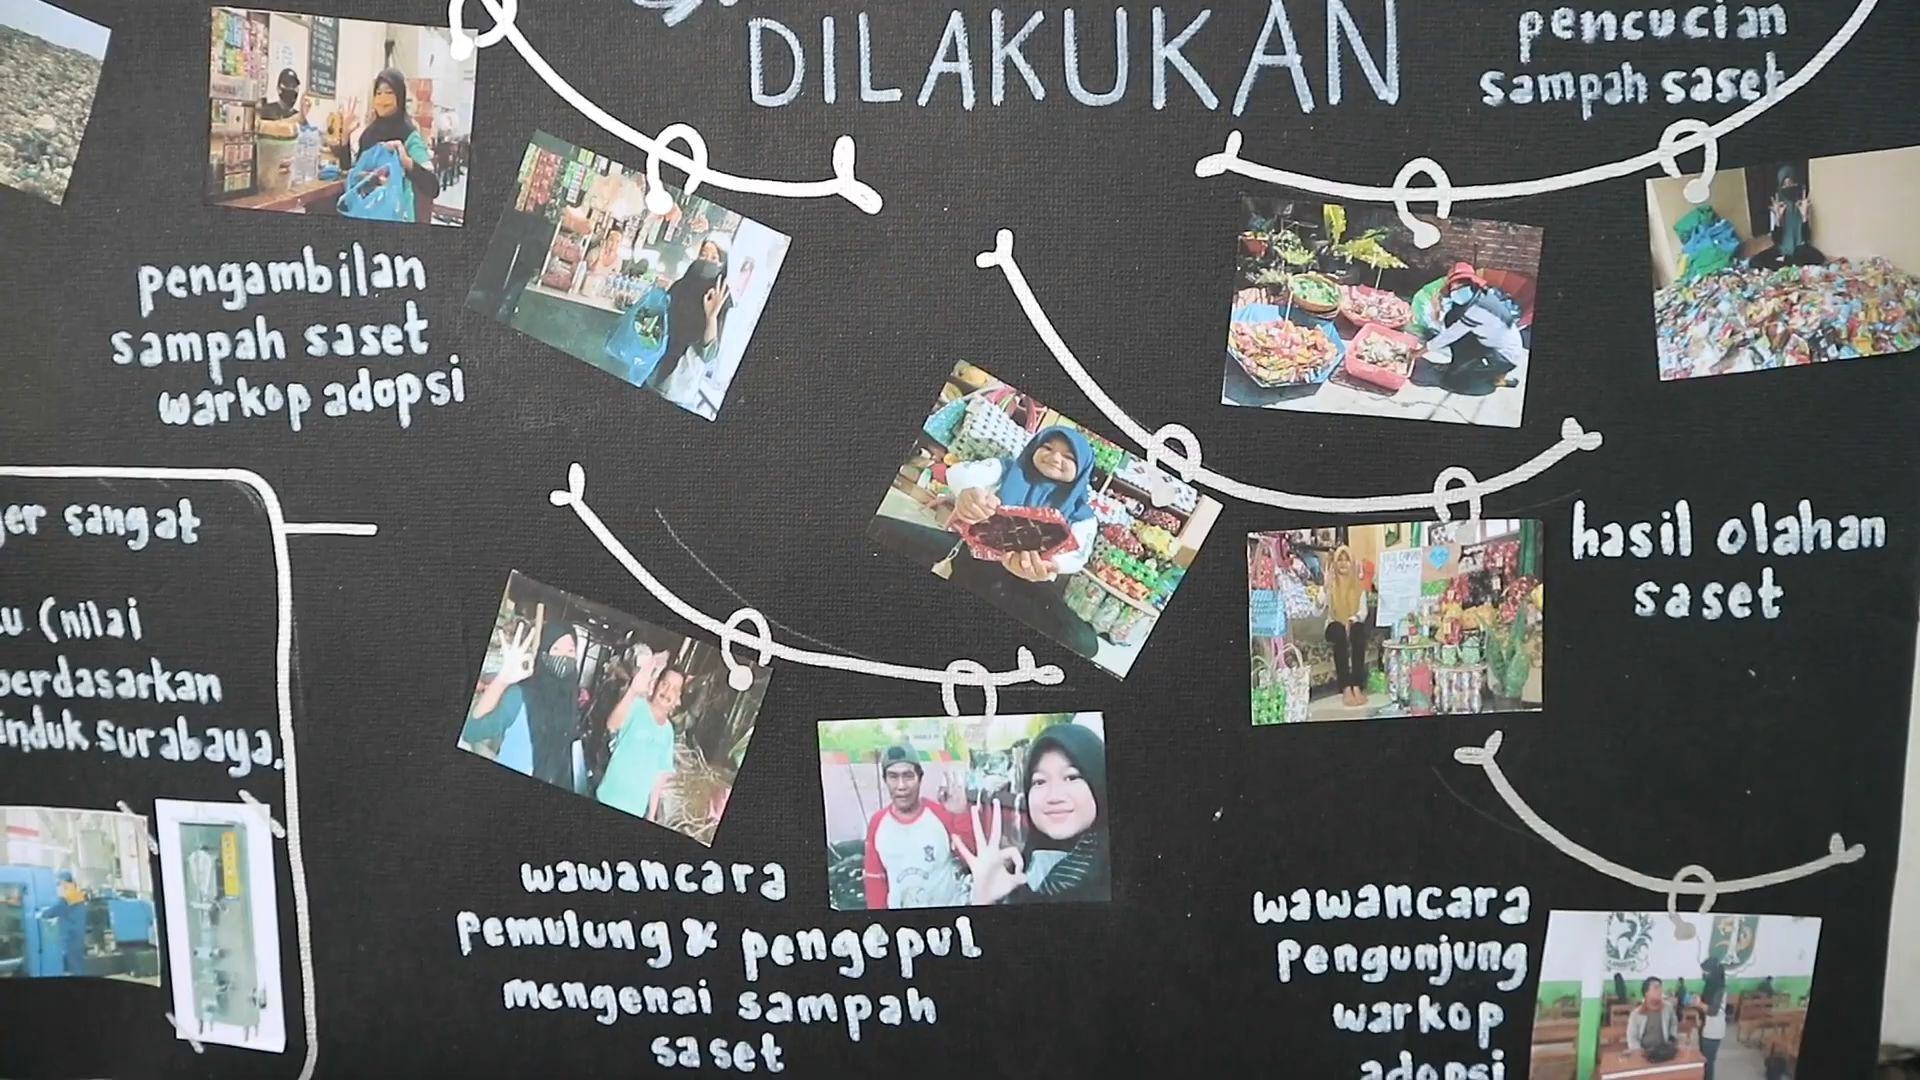 DILAKUKAN
pencucian
sampah saset
pengambilan
sampah saset
warkop adopsi
sangat
(nilai
berdasarkan
induk surabaya.
hasil olahan
saset
wawancara
pemulung & pengepul
mengenai sampah
saset
wawancara
Pengunjung
warkop
adopsi